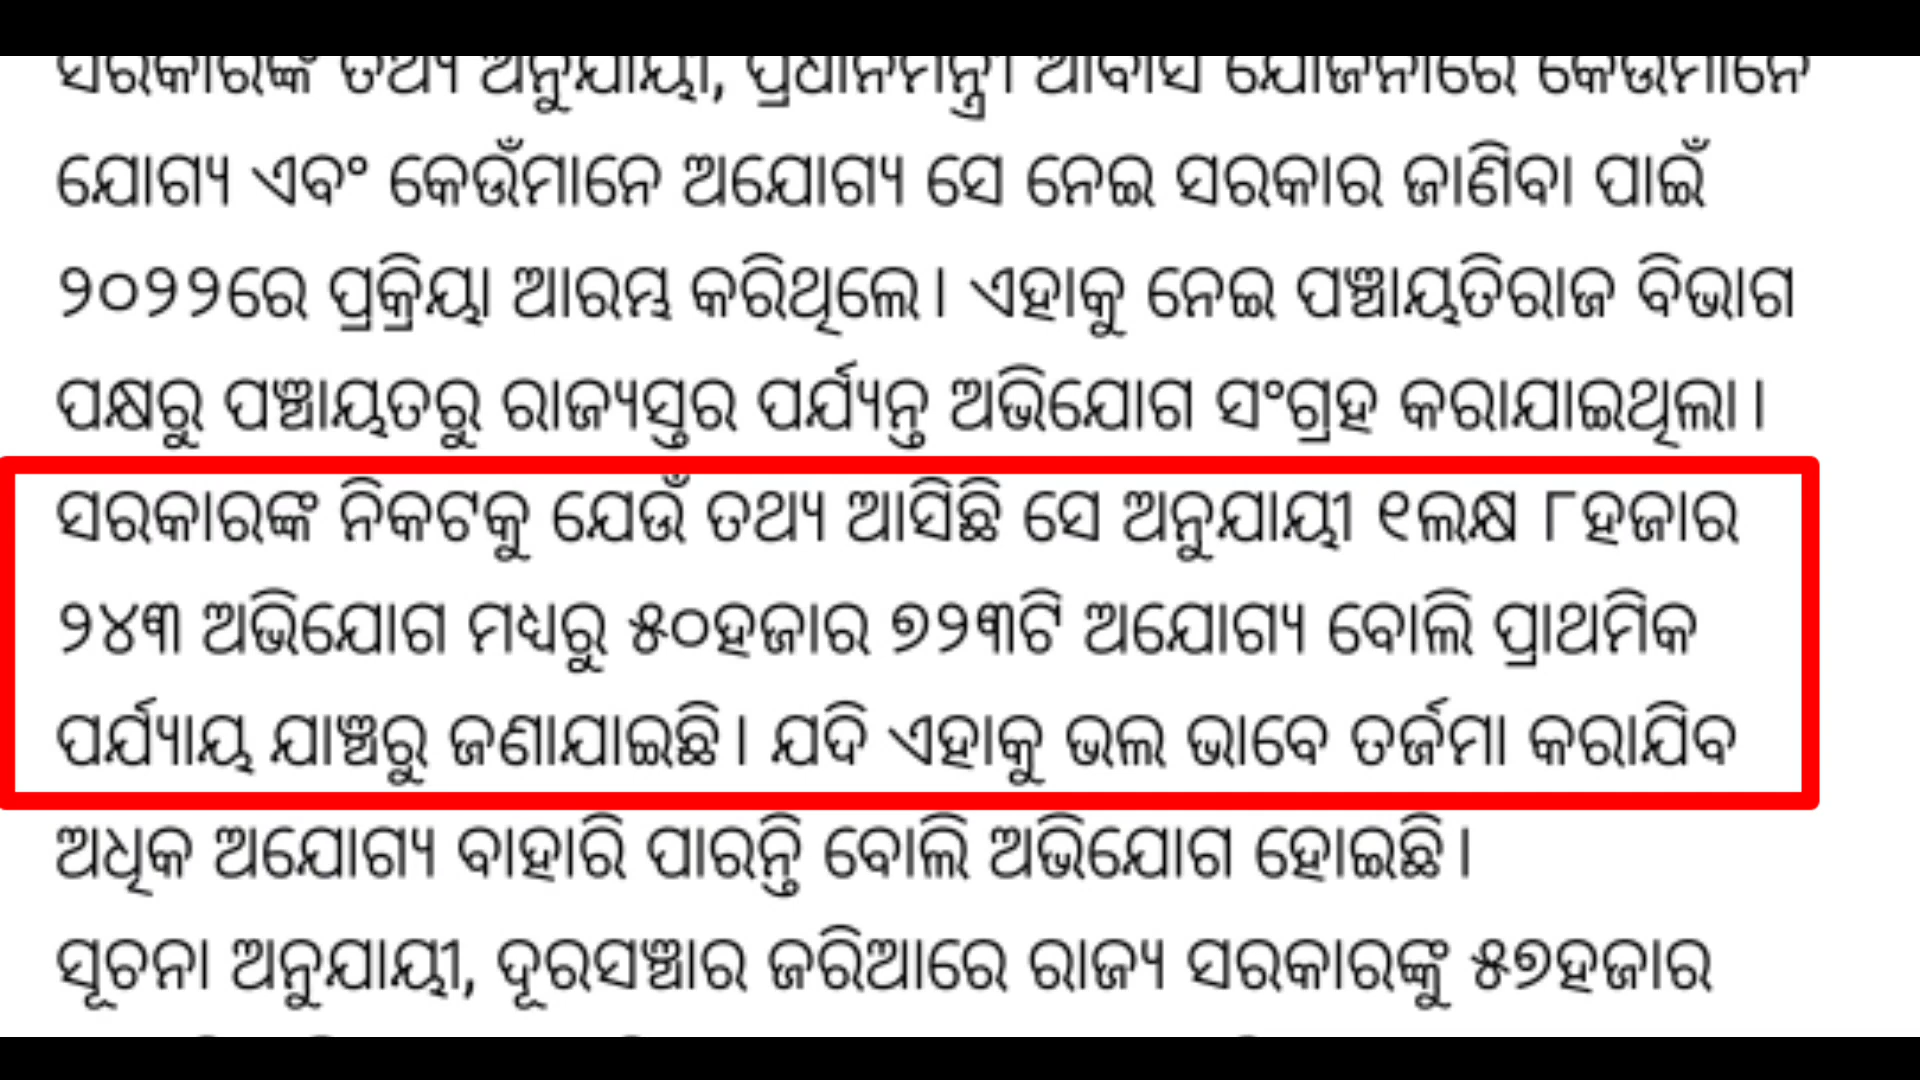 ସରକାରଙ୍କ ତଥ୍ୟ ଅନୁଯାୟୀ, ପ୍ରଧାନମନ୍ତ୍ରୀ ଆବାସ ଯୋଜନାରେ କେଉଁମାନେ
ଯୋଗ୍ୟ ଏବଂ କେଉଁମାନେ ଅଯୋଗ୍ୟ ସେ ନେଇ ସରକାର ଜାଣିବା ପାଇଁ
୨୦୨୨ରେ ପ୍ରକ୍ରିୟା ଆରମ୍ଭ କରିଥିଲେ। ଏହାକୁ ନେଇ ପଞ୍ଚାୟତିରାଜ ବିଭାଗ
ପକ୍ଷରୁ ପଞ୍ଚାୟତରୁ ରାଜ୍ୟସ୍ତର ପର୍ଯ୍ୟନ୍ତ ଅଭିଯୋଗ ସଂଗ୍ରହ କରାଯାଇଥିଲା।
ସରକାରଙ୍କ ନିକଟକୁ ଯେଉଁ ତଥ୍ୟ ଆସିଛି ସେ ଅନୁଯାୟୀ ୧ଲକ୍ଷ ୮ହଜାର
୨୪୩ ଅଭିଯୋଗ ମଧ୍ୟରୁ ୫୦ହଜାର ୭୨୩ଟି ଅଯୋଗ୍ୟ ବୋଲି ପ୍ରାଥମିକ
ପର୍ଯ୍ୟାୟ ଯାଞ୍ଚରୁ ଜଣାଯାଇଛି। ଯଦି ଏହାକୁ ଭଲ ଭାବେ ତର୍ଜମା କରାଯିବ
ଅଧିକ ଅଯୋଗ୍ୟ ବାହାରି ପାରନ୍ତି ବୋଲି ଅଭିଯୋଗ ହୋଇଛି।
ସୂଚନା ଅନୁଯାୟୀ, ଦୂରସଞ୍ଚାର ଜରିଆରେ ରାଜ୍ୟ ସରକାରଙ୍କୁ ୫୭ହଜାର